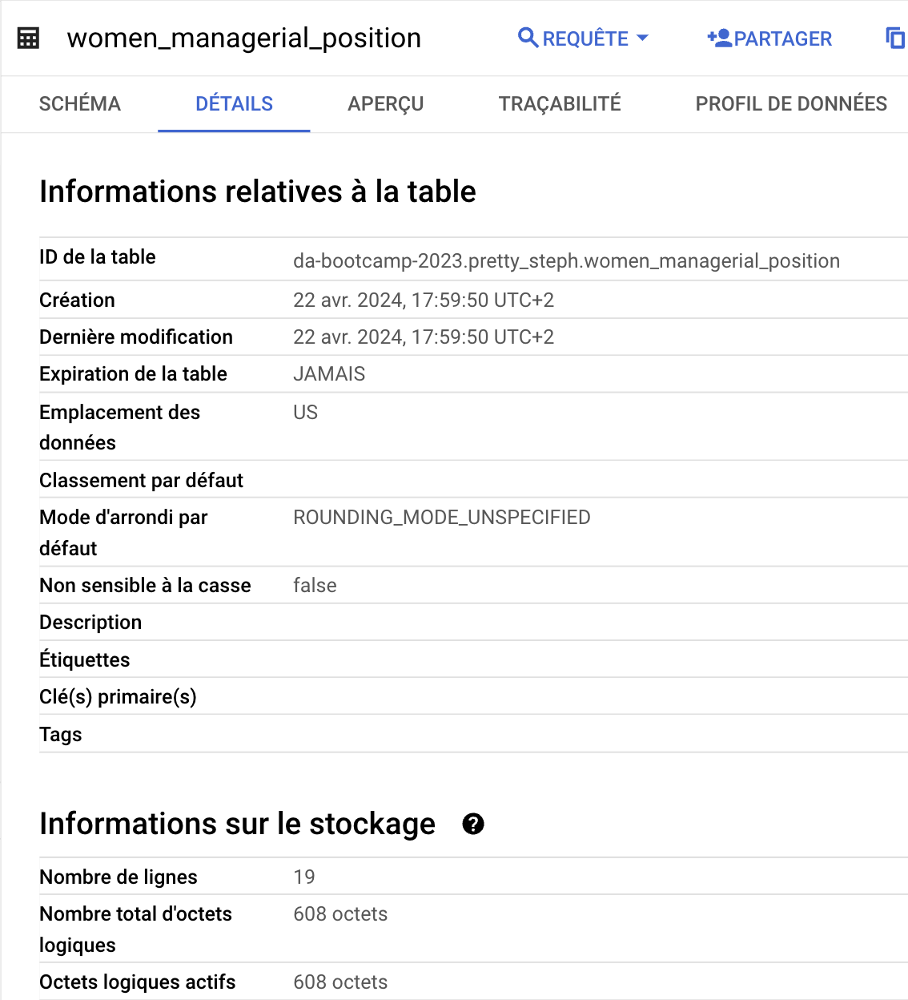 women_managerial_position REQUÊTE PARTAGER
SCHÉMA DÉTAILS APERÇU TRAÇABILITÉ PROFIL DE DONNÉES
Informations relatives à la table
ID de la table da-bootcamp-2023.pretty_steph.women_managerial_position
Création 22 avr. 2024, 17:59:50 UTC+2
Dernière modification 22 avr. 2024, 17:59:50 UTC+2
Expiration de la table JAMAIS
Emplacement des US
données
Classement par défaut
Mode d'arrondi par ROUNDING_MODE_UNSPECIFIED
défaut
Non sensible à la casse false
Description
Étiquettes
Clé(s) primaire(s)
Tags
Informations sur le stockage ?
Nombre de lignes 19
Nombre total d'octets 608 octets
logiques
Octets logiques actifs 608 octets